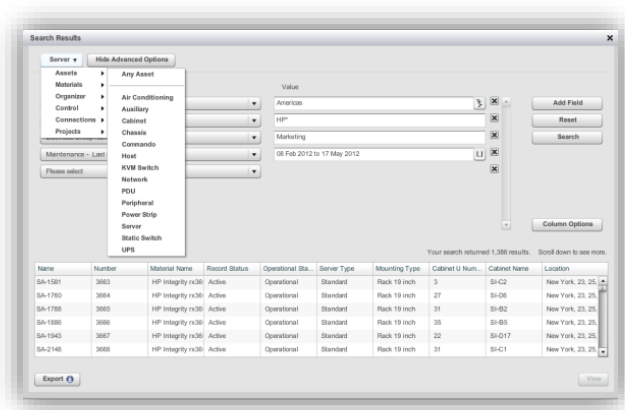 Search Results
Server
Hide Advanced Options
Assets
Any Asset
Materials
Organizer
Control
Connections
Projects
Air Conditioning
Auxiliary
Cabinet
Chassis
Commando
Host
KVM Switch
Network
PDU
Peripheral
Power Strip
Server
Static Switch
UPS
Value
Americas
HP*
Marketing
Maintenance - Last
08 Feb 2012 to 17 May 2012
Please select
Add Field
Reset
Search
Column Options
Your search returned 1,386 results. Scroll down to see more.
Name Number Material Name Record Status Operational Sta... Server Type Mounting Type Cabinet U Num... Cabinet Name Location
SA-1581 3663 HP Integrity rx36 Active Operational Standard Rack 19 inch 3 SI-C2 New York, 23, 25,
SA-1760 3664 HP Integrity rx36 Active Operational Standard Rack 19 inch 27 SI-D6 New York, 23, 25,
SA-1788 3665 HP Integrity rx36 Active Operational Standard Rack 19 inch 31 SI-B2 New York, 23, 25,
SA-1886 3666 HP Integrity rx36 Active Operational Standard Rack 19 inch 35 SI-B5 New York, 23, 25,
SA-1943 3667 HP Integrity rx36 Active Operational Standard Rack 19 inch 22 SI-D17 New York, 23, 25,
SA-2148 3668 HP Integrity rx36 Active Operational Standard Rack 19 inch 31 SI-C1 New York, 23, 25,
Export
View